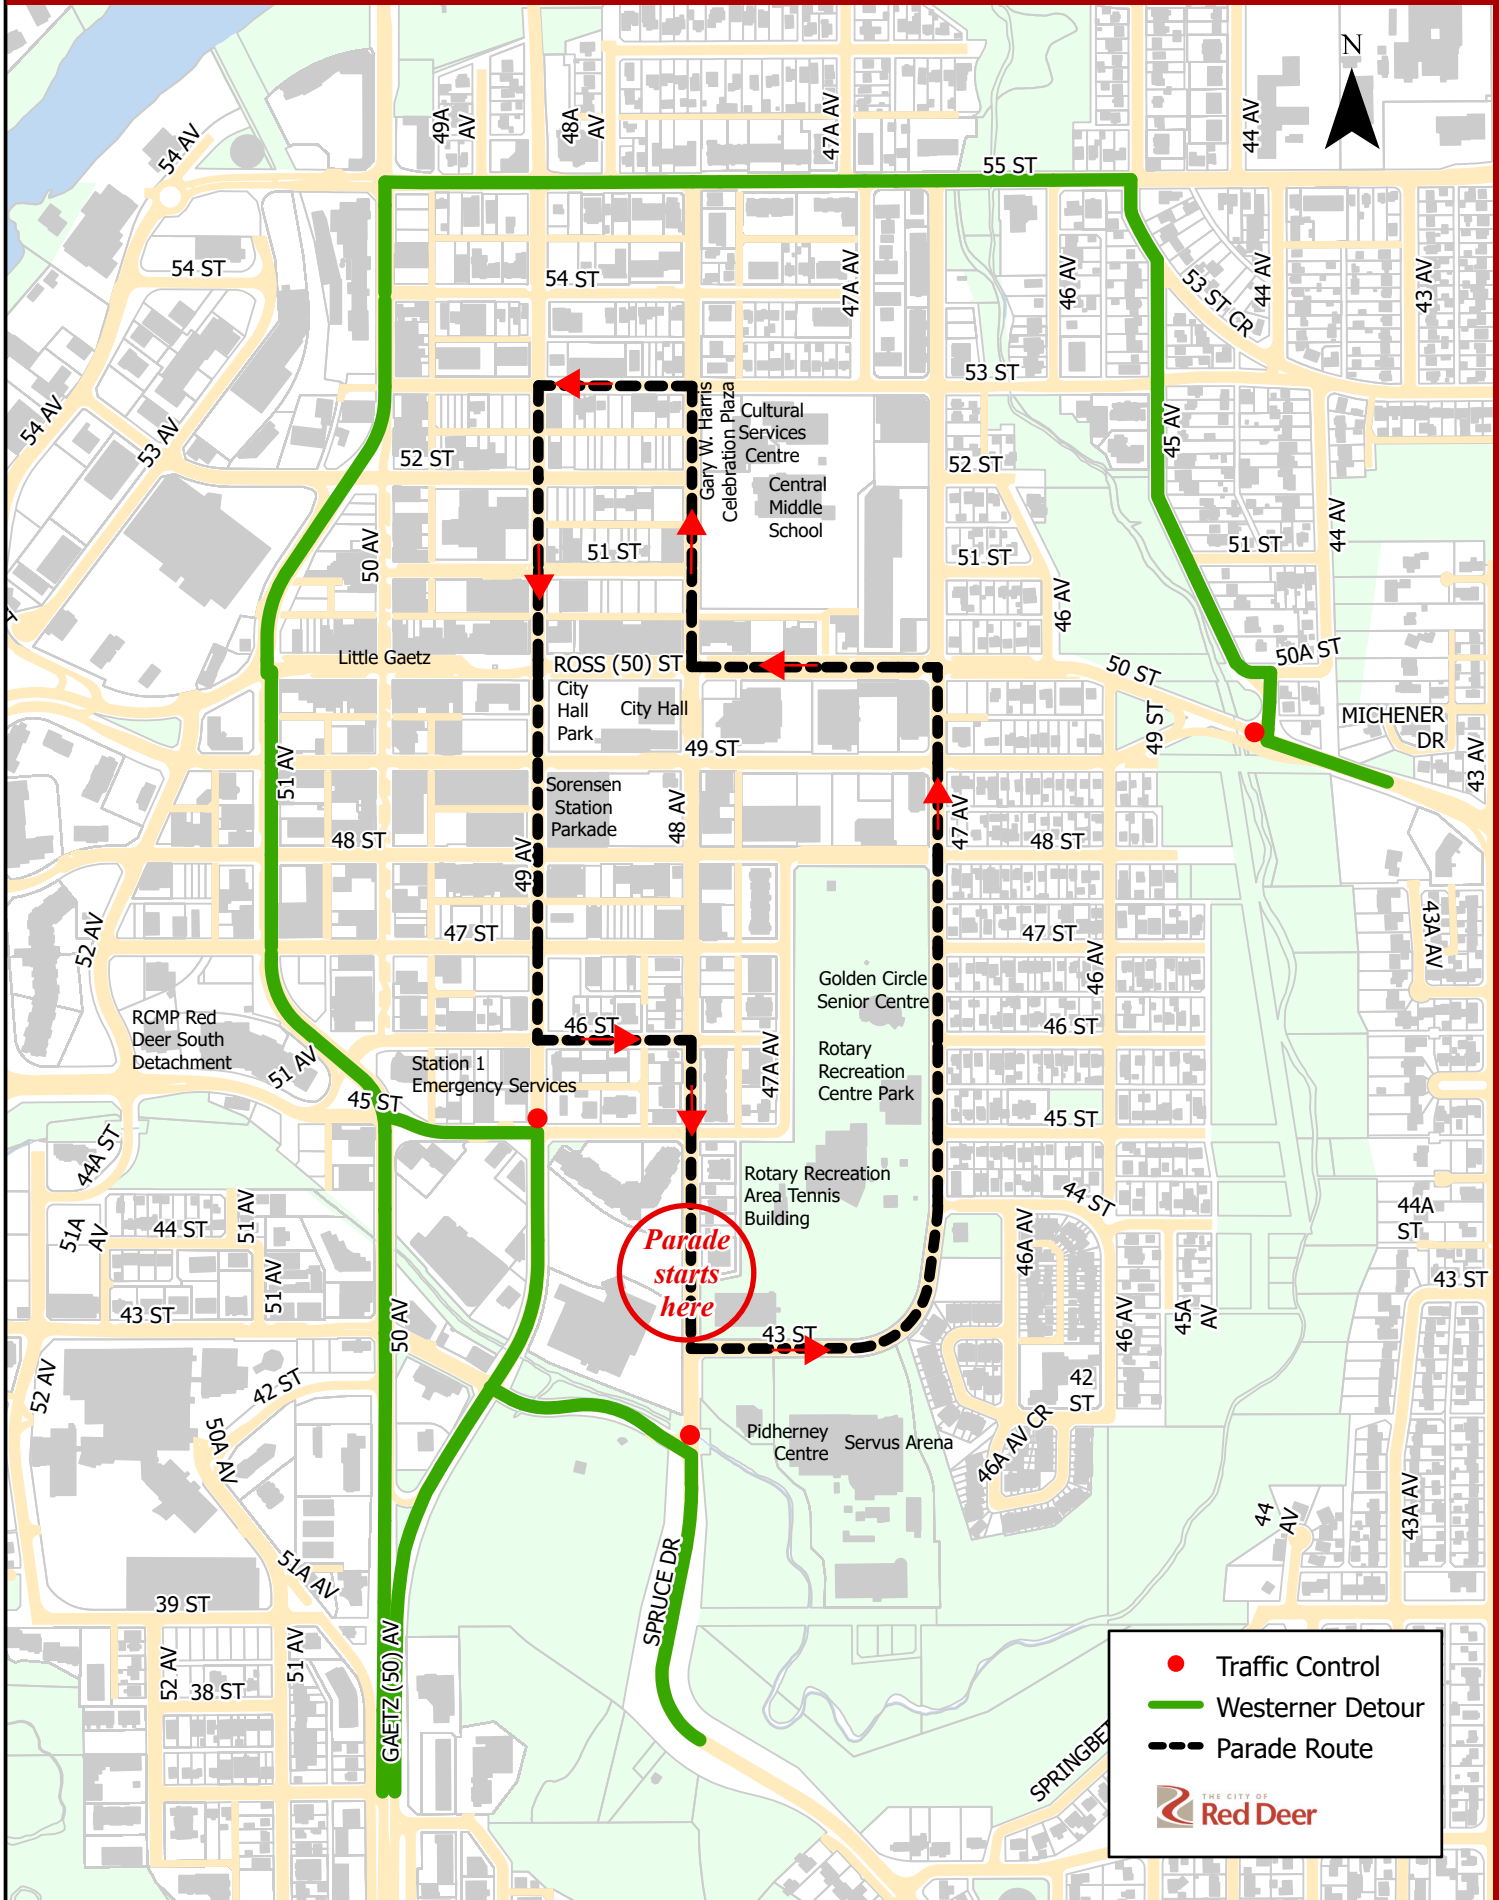 N
55 ST
54 AV
49A
AV
48A
AV
47A AV
44 AV
54 ST
54 ST
47A AV
46 AV
53 ST CR
44 AV
43 AV
53 ST
54 AV
53 AV
52 ST
Gary W. Harris
Celebration Plaza
Cultural
Services
Centre
Central
Middle
School
52 ST
45 AV
50 AV
51 ST
51 ST
46 AV
51 ST
44 AV
Little Gaetz
ROSS (50) ST
City
Hall
Park
City Hall
50 ST
50A ST
49 ST
49 ST
MICHENER
DR
43 AV
51 AV
Sorensen
Station
Parkade
48 AV
47 AV
48 ST
49 AV
48 ST
52 AV
47 ST
47 ST
46 AV
43A AV
Golden Circle
Senior Centre
RCMP Red
Deer South
Detachment
46 ST
46 ST
51 AV
Station 1
Emergency Services
47A AV
Rotary
Recreation
Centre Park
45 ST
45 ST
44A ST
Rotary Recreation
Area Tennis
Building
44 ST
51A
AV
44 ST
51 AV
46A AV
44A
ST
Parade
starts
here
51 AV
43 ST
43 ST
50 AV
43 ST
46 AV
45A
AV
52 AV
42 ST
42
ST
50A AV
Pidherney
Centre
Servus Arena
46A AV CR
44
AV
43A AV
51A AV
39 ST
SPRUCE DR
52 AV
51 AV
38 ST
GAETZ (50) AV
SPRINGBE
Traffic Control
Westerner Detour
Parade Route
THE CITY OF
Red Deer